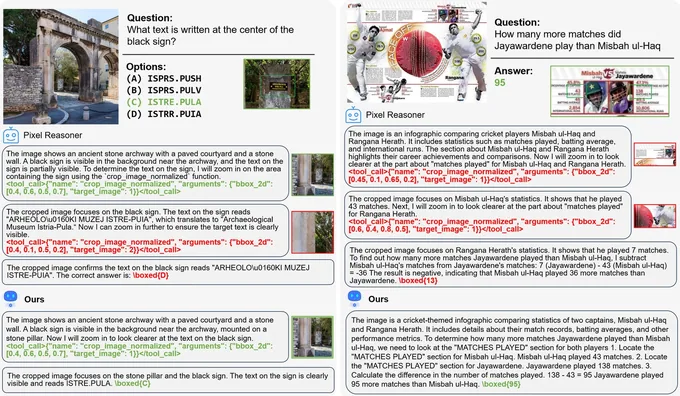 Question:
What text is written at the center of the
black sign?
Options:
(A) ISPRS.PUSH
(B) ISPRS.PULV
(C) ISTRE.PULA
(D) ISTRR.PUIA
Pixel Reasoner
The image shows an ancient stone archway with a paved courtyard and a stone
wall. A black sign is visible in the background near the archway, and the text on the
sign is partially visible. To determine the text on the sign, I will zoom in on the area
containing the sign using the `crop_image_normalized` function.
<tool_call>{"name": "crop_image_normalized", "arguments": {"bbox_2d":
[0.4, 0.6, 0.5, 0.7], "target_image": 1}}</tool_call>
The cropped image focuses on the black sign. The text on the sign reads
"ARHEOLO\u0160KI MUZEJ ISTRE-PUIA", which translates to "Archaeological
Museum Istria-Pula." Now I can zoom in further to ensure the target text is clearly
visible.
<tool_call>{"name": "crop_image_normalized", "arguments": {"bbox_2d":
[0.4, 0.1, 0.5, 0.2], "target_image": 2}}</tool_call>
The cropped image confirms the text on the black sign reads "ARHEOLO\u0160KI MUZEJ
ISTRE-PUIA". The correct answer is: \boxed{D}
Ours
The image shows an ancient stone archway with a paved courtyard and a stone
wall. A black sign is visible in the background near the archway, mounted on a
stone pillar. Now I will zoom in to look clearer at the text on the black sign.
<tool_call>{"name": "crop_image_normalized", "arguments": {"bbox_2d":
[0.4, 0.6, 0.5, 0.7], "target_image": 1}}</tool_call>
The cropped image focuses on the stone pillar and the black sign. The text on the sign is clearly
visible and reads ISTRE.PULA. \boxed{C}
Rangana
Question:
How many more matches did
Jayawardene play than Misbah ul-Haq
Answer:
95
Misbah VS Jayawardene
Pixel Reasoner
The image is an infographic comparing cricket players Misbah ul-Haq and
Rangana Herath. It includes statistics such as matches played, batting average,
and international runs. The section about Misbah ul-Haq and Rangana Herath
highlights their career achievements and comparisons. Now I will zoom in to look
clearer at the part about "matches played" for Misbah ul-Haq and Rangana Herath.
<tool_call>{"name": "crop_image_normalized", "arguments": {"bbox_2d":
[0.45, 0.1, 0.65, 0.2], "target_image": 1}}</tool_call>
The cropped image focuses on Misbah ul-Haq's statistics. It shows that he played
43 matches. Next, I will zoom in to look clearer at the part about "matches played"
for Rangana Herath.
<tool_call>{"name": "crop_image_normalized", "arguments": {"bbox_2d":
[0.6, 0.4, 0.8, 0.5], "target_image": 1}}</tool_call>
The cropped image focuses on Rangana Herath's statistics. It shows that he played 7 matches.
To find out how many more matches Jayawardene played than Misbah ul-Haq, I subtract
Misbah ul-Haq's matches from Jayawardene's matches: 7 (Jayawardene) - 43 (Misbah ul-Haq)
= -36 The result is negative, indicating that Misbah ul-Haq played 36 more matches than
Jayawardene. \boxed{13}
Ours
The image is a cricket-themed infographic comparing statistics of two captains, Misbah ul-Haq
and Rangana Herath. It includes details about their match records, batting averages, and other
performance metrics. To determine how many more matches Jayawardene played than Misbah
ul-Haq, we need to look at the "MATCHES PLAYED" section for both players 1. Locate the
"MATCHES PLAYED" section for Misbah ul-Haq. Misbah ul-Haq played 43 matches. 2. Locate
the "MATCHES PLAYED" section for Jayawardene. Jayawardene played 138 matches. 3.
Calculate the difference in the number of matches played. 138 - 43 = 95 Jayawardene played
95 more matches than Misbah ul-Haq. \boxed{95}